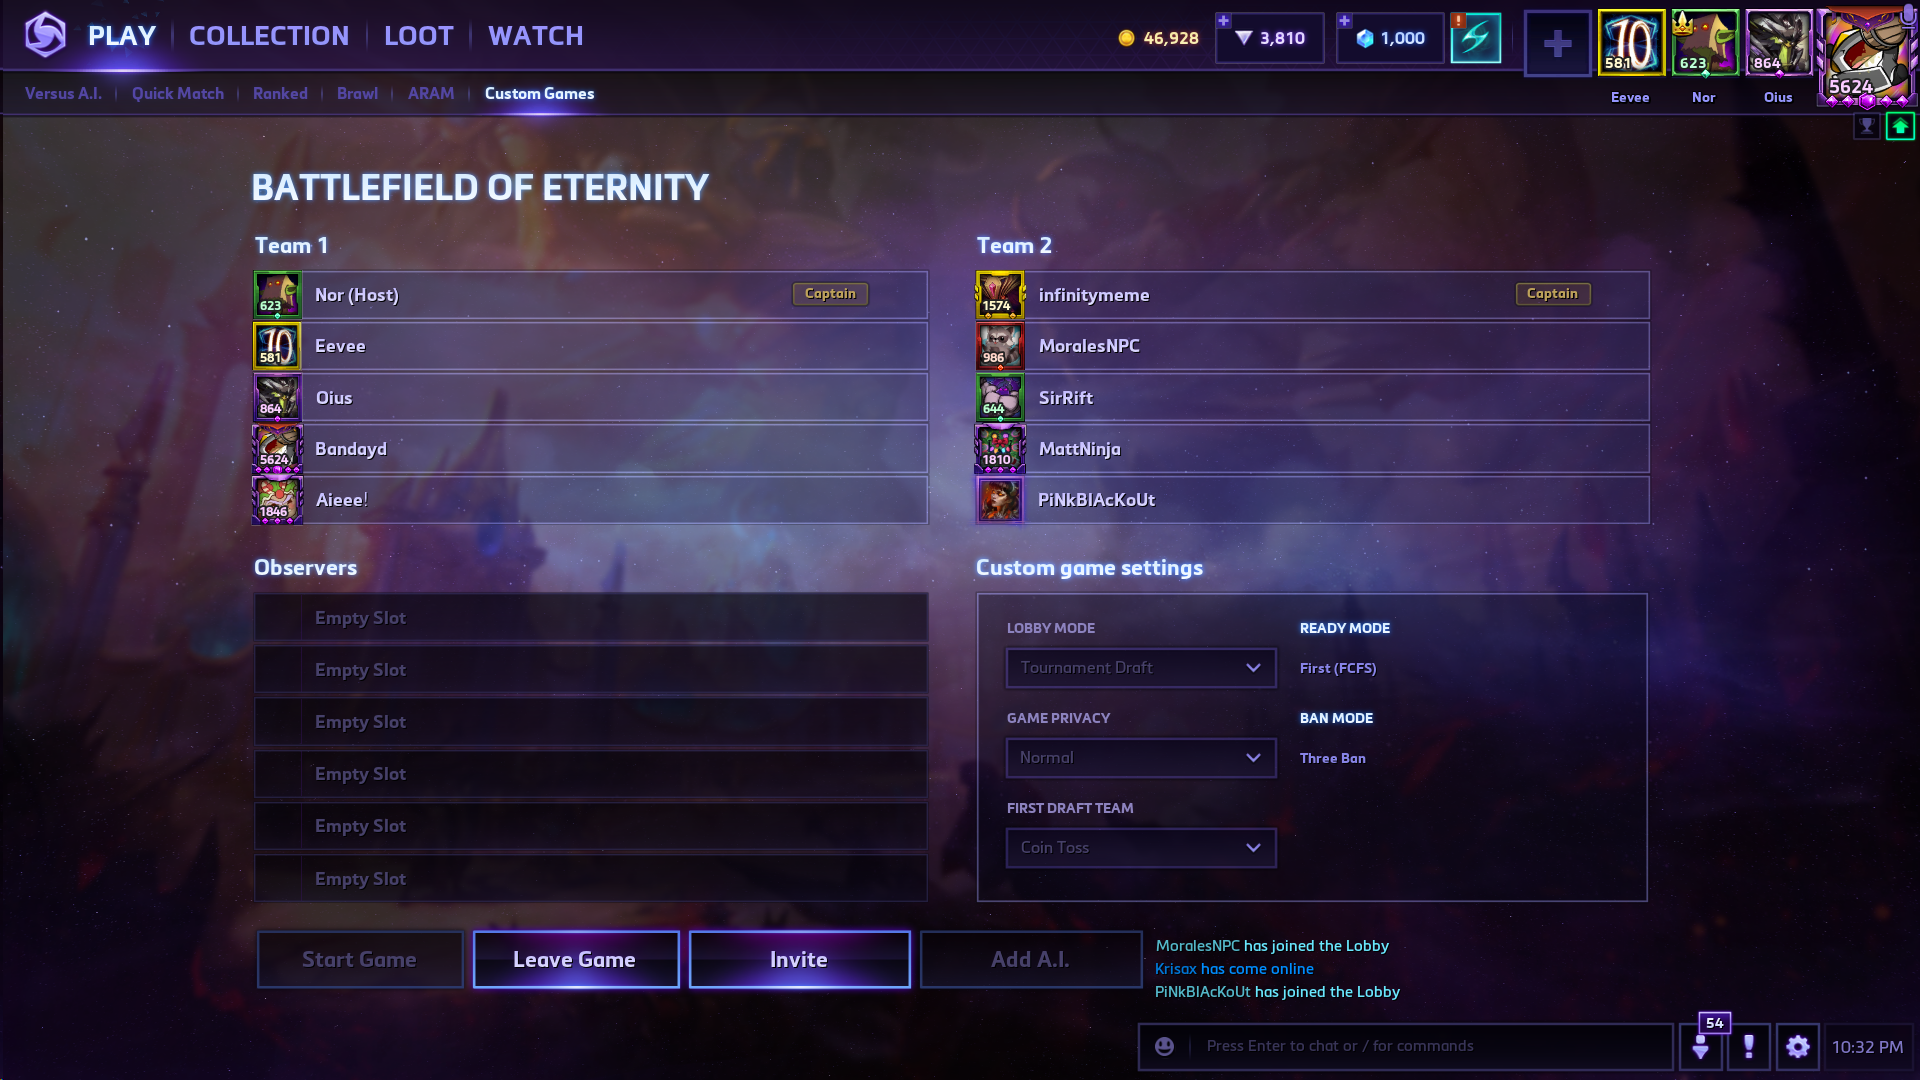 PLAY
COLLECTION
LOOT
WATCH
46,928
3,810
1,000
581
623
864
5624
Eevee
Nor
Oius
Versus A.I.
Quick Match
Ranked
Brawl
ARAM
Custom Games
BATTLEFIELD OF ETERNITY
Team 1
623
Nor (Host)
Captain
581
Eevee
864
Oius
5624
Bandayd
1846
Aieee!
Team 2
1574
infinitymeme
Captain
986
MoralesNPC
644
SirRift
1810
MattNinja
PiNkBlAcKoUt
Observers
Empty Slot
Empty Slot
Empty Slot
Empty Slot
Empty Slot
Empty Slot
Custom game settings
LOBBY MODE
Tournament Draft
READY MODE
First (FCFS)
GAME PRIVACY
Normal
BAN MODE
Three Ban
FIRST DRAFT TEAM
Coin Toss
Start Game
Leave Game
Invite
Add A.I.
MoralesNPC has joined the Lobby
Krisax has come online
PiNkBlAcKoUt has joined the Lobby
Press Enter to chat or / for commands
54
10:32 PM